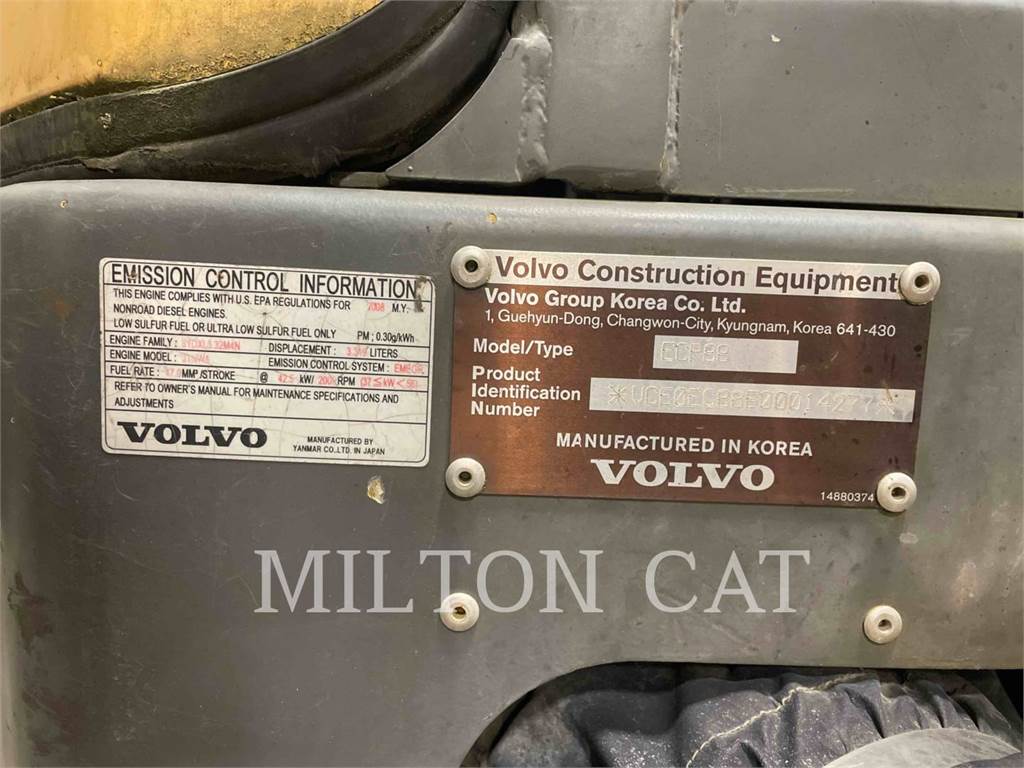 EMISSION CONTROL INFORMATION
THIS ENGINE COMPLIES WITH U.S. EPA REGULATIONS FOR 2008 M.Y.
NONROAD DIESEL ENGINES.
LOW SULFUR FUEL OR ULTRA LOW SULFUR FUEL ONLY PM ; 0.30g/kWh
ENGINE FAMILY : DISPLACEMENT : LITERS
ENGINE MODEL : EMISSION CONTROL SYSTEM :
FUEL RATE : MMP/STROKE @ kW/ RPM
REFER TO OWNER'S MANUAL FOR MAINTENANCE SPECIFICATIONS AND
ADJUSTMENTS
VOLVO
MANUFACTURED BY
YANMAR CO.,LTD. IN JAPAN
Volvo Construction Equipment
Volvo Group Korea Co. Ltd.
1, Guehyun-Dong, Changwon-City, Kyungnam, Korea 641-430
Model/Type
Product
Identification
Number
MANUFACTURED IN KOREA
VOLVO
14880374
MILTON CAT